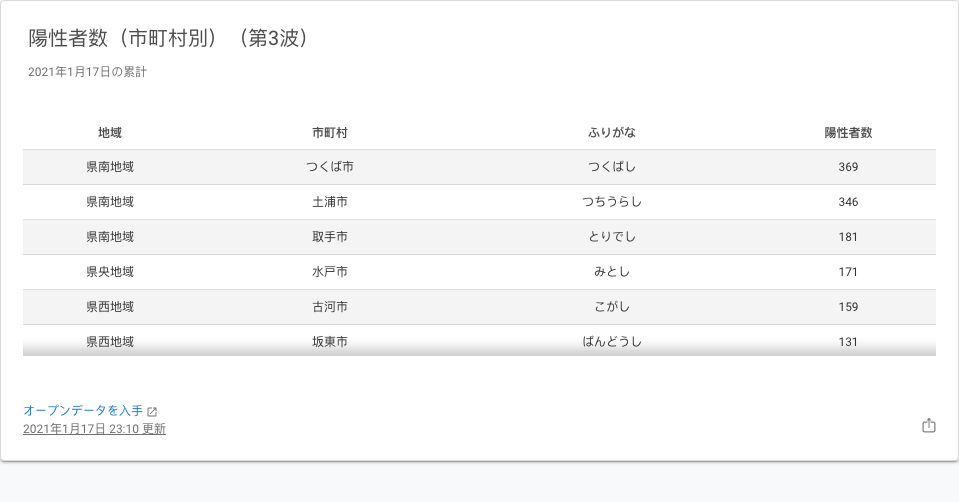 陽性者数（市町村別）（第3波）
2021年1月17日の累計
地域 市町村 ふりがな 陽性者数
県南地域 つくば市 つくばし 369
県南地域 土浦市 つちうらし 346
県南地域 取手市 とりでし 181
県央地域 水戸市 みとし 171
県西地域 古河市 こがし 159
県西地域 坂東市 ばんどうし 131
オープンデータを入手
2021年1月17日 23:10 更新